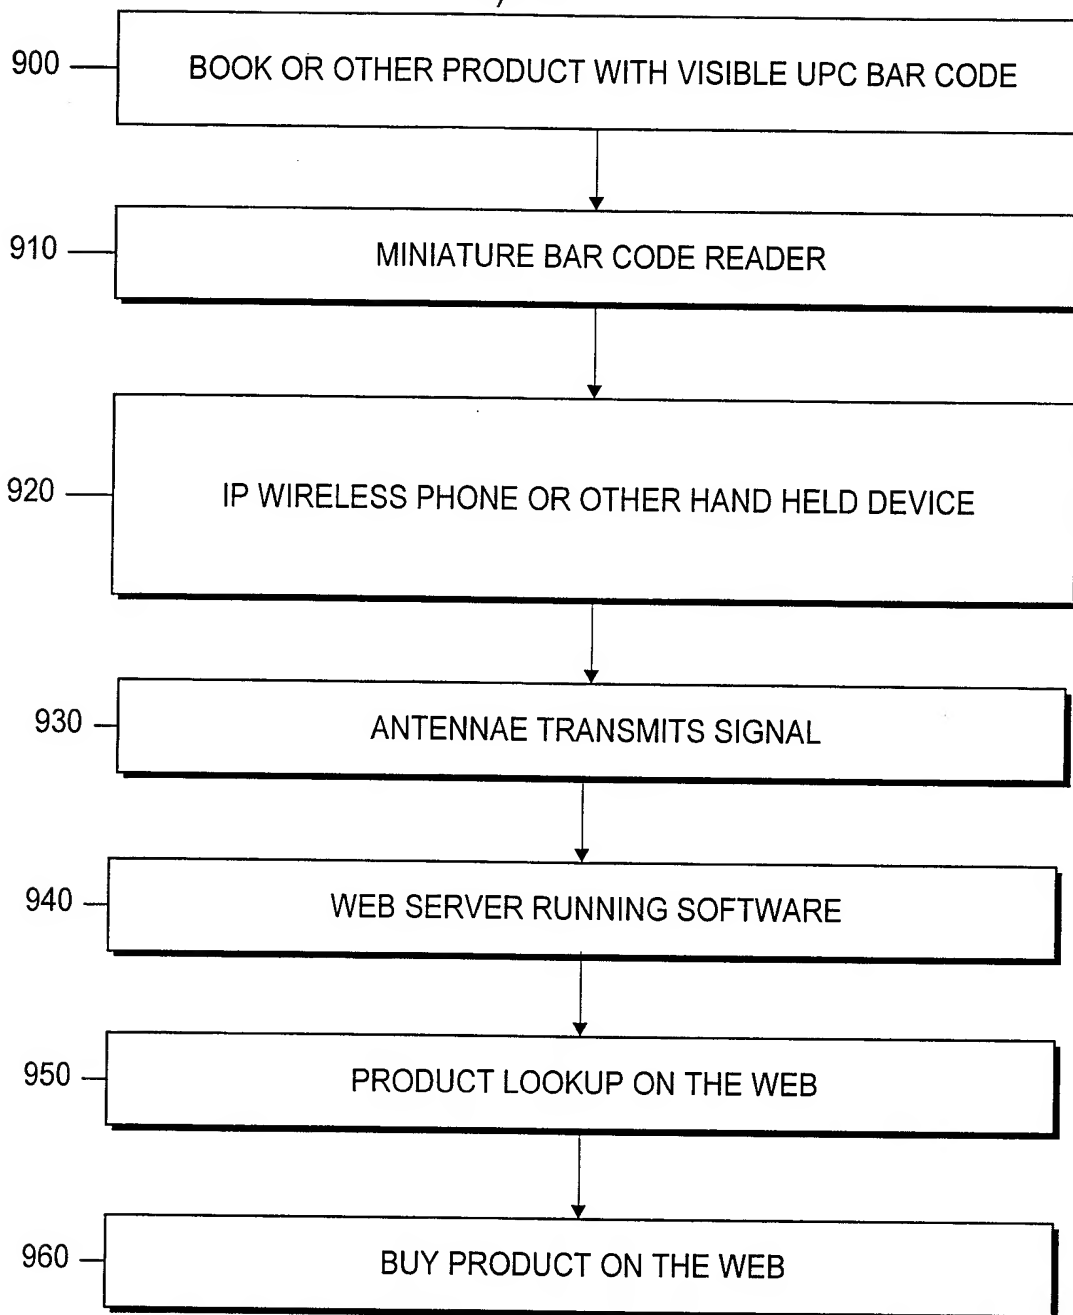 900 BOOK OR OTHER PRODUCT WITH VISIBLE UPC BAR CODE
910 MINIATURE BAR CODE READER
920 IP WIRELESS PHONE OR OTHER HAND HELD DEVICE
930 ANTENNAE TRANSMITS SIGNAL
940 WEB SERVER RUNNING SOFTWARE
950 PRODUCT LOOKUP ON THE WEB
960 BUY PRODUCT ON THE WEB